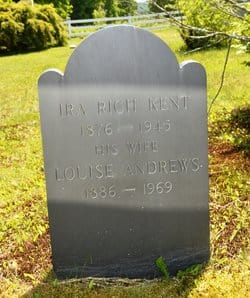 IRA RICH KENT
1876 — 1945
HIS WIFE
LOUISE ANDREWS
1886 — 1969